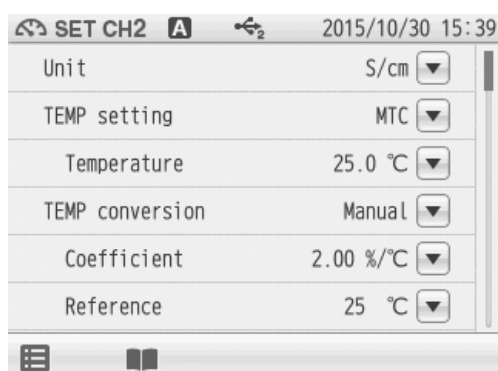 SET CH2 A 2 2015/10/30 15:39
Unit S/cm
TEMP setting MTC
Temperature 25.0 ℃
TEMP conversion Manual
Coefficient 2.00 %/℃
Reference 25 ℃